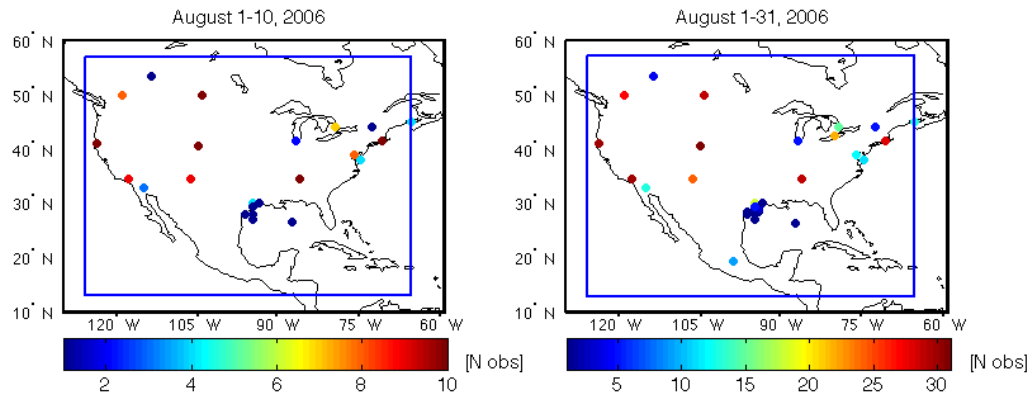 August 1-10, 2006
60° N
50° N
40° N
30° N
20° N
10° N
120° W 105° W 90° W 75° W 60° W
2 4 6 8 10 [N obs]
August 1-31, 2006
60° N
50° N
40° N
30° N
20° N
10° N
120° W 105° W 90° W 75° W 60° W
5 10 15 20 25 30 [N obs]